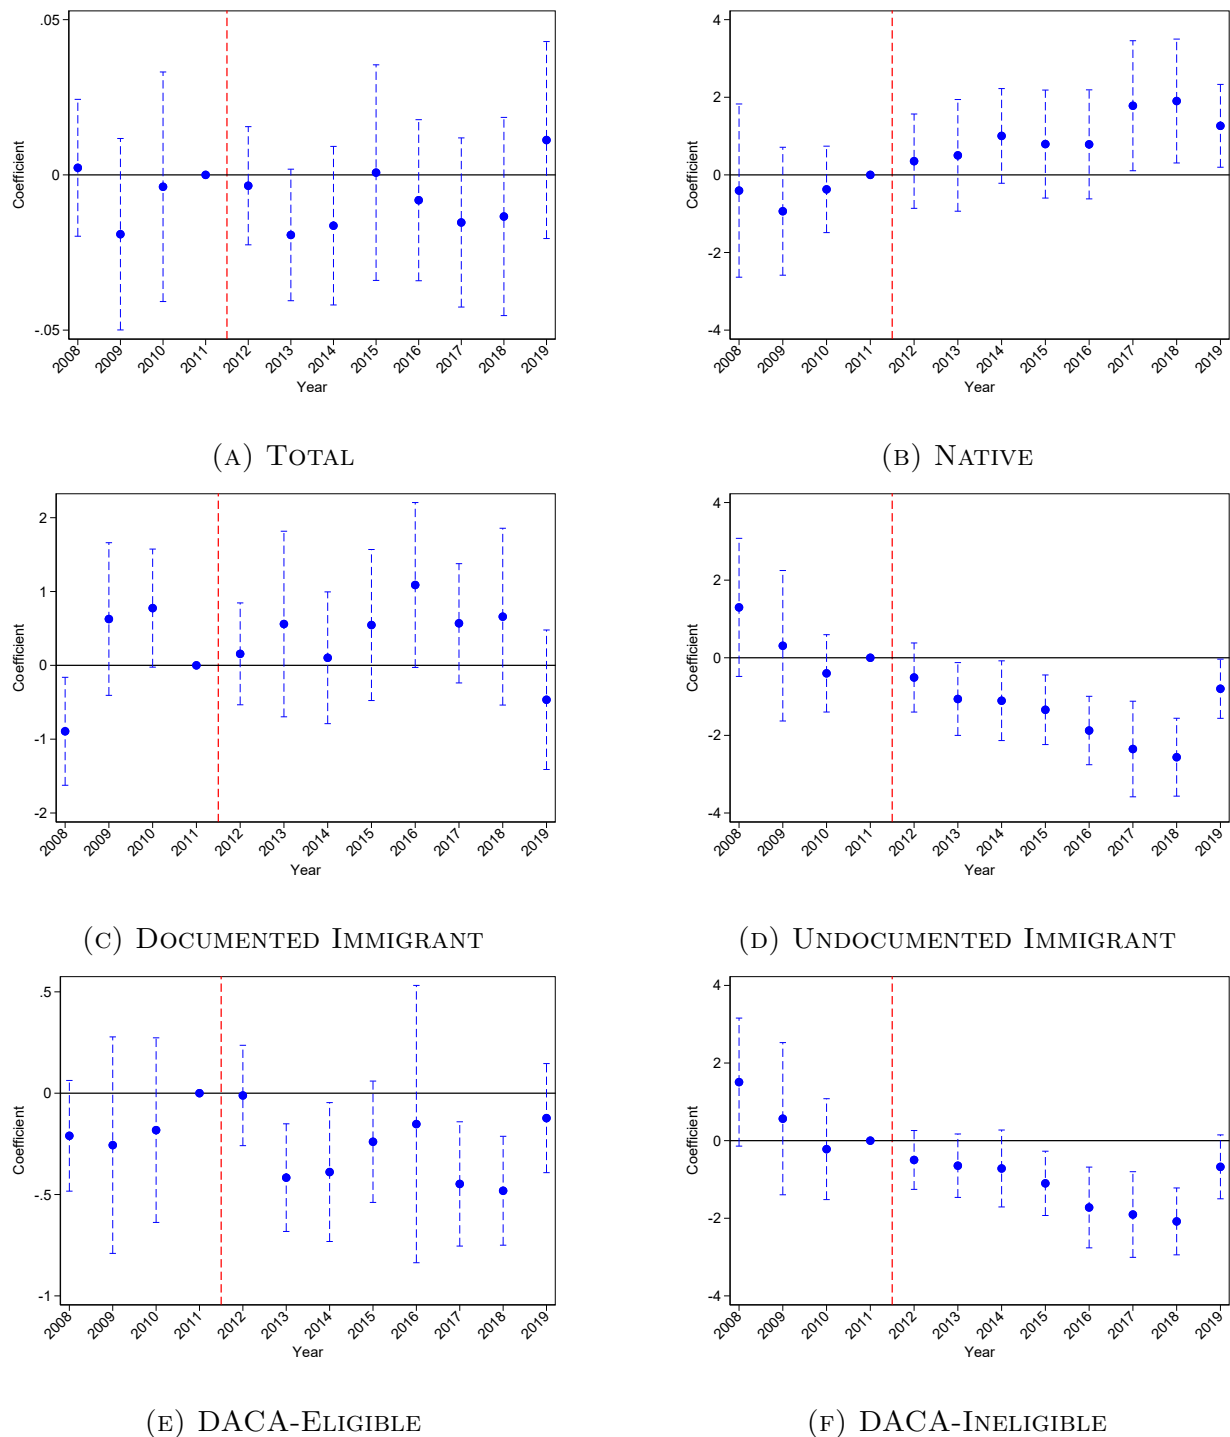 .05
0
-.05
Coefficient
2008 2009 2010 2011 2012 2013 2014 2015 2016 2017 2018 2019
Year
(A) TOTAL
4
2
0
-2
-4
Coefficient
2008 2009 2010 2011 2012 2013 2014 2015 2016 2017 2018 2019
Year
(B) NATIVE
2
1
0
-1
-2
Coefficient
2008 2009 2010 2011 2012 2013 2014 2015 2016 2017 2018 2019
Year
(C) DOCUMENTED IMMIGRANT
4
2
0
-2
-4
Coefficient
2008 2009 2010 2011 2012 2013 2014 2015 2016 2017 2018 2019
Year
(D) UNDOCUMENTED IMMIGRANT
.5
0
-.5
-1
Coefficient
2008 2009 2010 2011 2012 2013 2014 2015 2016 2017 2018 2019
Year
(E) DACA-ELIGIBLE
4
2
0
-2
-4
Coefficient
2008 2009 2010 2011 2012 2013 2014 2015 2016 2017 2018 2019
Year
(F) DACA-INELIGIBLE